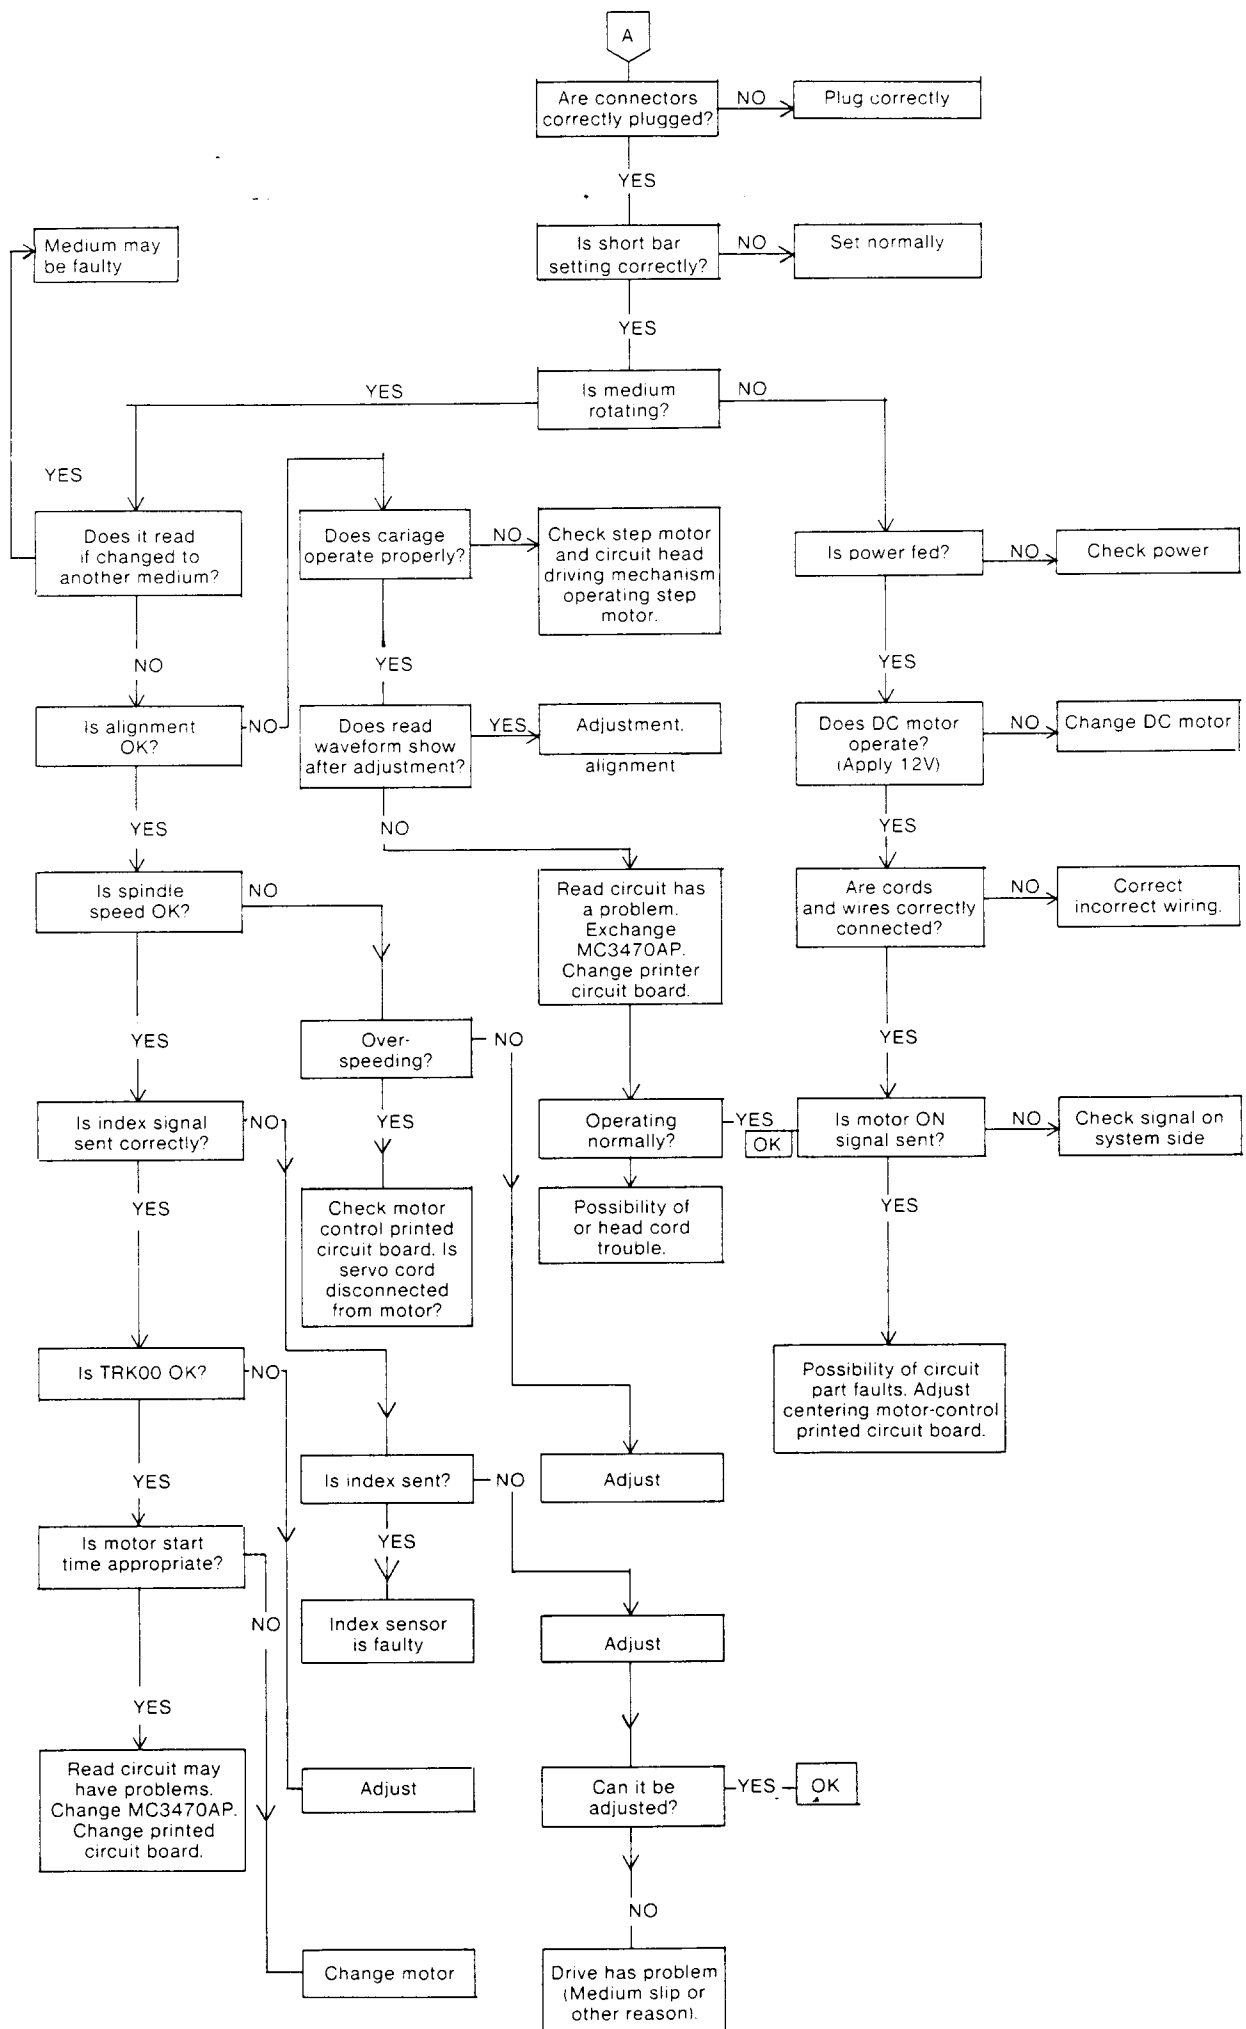 A
Are connectors
correctly plugged?
NO
Plug correctly
YES
Medium may
be faulty
Is short bar
setting correctly?
NO
Set normally
YES
YES
Is medium
rotating?
NO
YES
Does it read
if changed to
another medium?
Does cariage
operate properly?
NO
Check step motor
and circuit head
driving mechanism
operating step
motor.
Is power fed?
NO
Check power
NO
YES
YES
Is alignment
OK?
NO
Does read
waveform show
after adjustment?
YES
Adjustment.
alignment
Does DC motor
operate?
(Apply 12V)
NO
Change DC motor
YES
NO
YES
Is spindle
speed OK?
NO
Read circuit has
a problem.
Exchange
MC3470AP.
Change printer
circuit board.
Are cords
and wires correctly
connected?
NO
Correct
incorrect wiring.
YES
Over-
speeding?
NO
YES
Is index signal
sent correctly?
NO
YES
Operating
normally?
YES
OK
Is motor ON
signal sent?
NO
Check signal on
system side
YES
Check motor
control printed
circuit board. Is
servo cord
disconnected
from motor?
Possibility of
or head cord
trouble.
YES
Is TRK00 OK?
NO
Possibility of circuit
part faults. Adjust
centering motor-control
printed circuit board.
YES
Is index sent?
NO
Adjust
Is motor start
time appropriate?
YES
NO
Index sensor
is faulty
Adjust
YES
Read circuit may
have problems.
Change MC3470AP.
Change printed
circuit board.
Adjust
Can it be
adjusted?
YES
OK
NO
Change motor
Drive has problem
(Medium slip or
other reason).